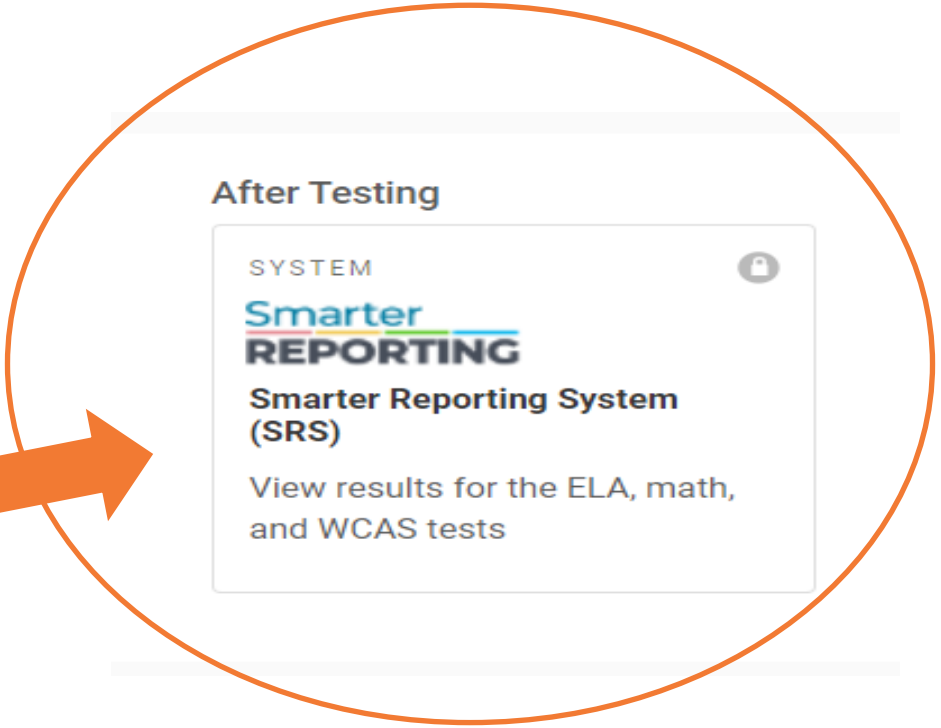 After Testing
SYSTEM
Smarter
REPORTING
Smarter Reporting System
(SRS)
View results for the ELA, math,
and WCAS tests